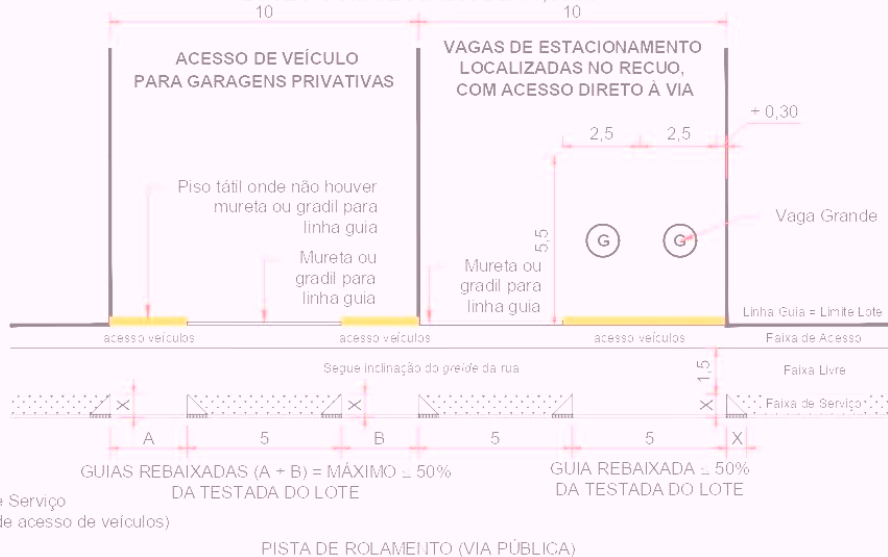 10
10
ACESSO DE VEÍCULO
PARA GARAGENS PRIVATIVAS
VAGAS DE ESTACIONAMENTO
LOCALIZADAS NO RECUO,
COM ACESSO DIRETO À VIA
+ 0,30
2,5
2,5
Piso tátil onde não houver
mureta ou gradil para
linha guia
Mureta ou
gradil para
linha guia
Mureta ou
gradil para
linha guia
5,5
G
G
Vaga Grande
Linha Guia = Limite Lote
acesso veículos
acesso veículos
acesso veículos
Faixa de Acesso
Segue inclinação do greide da rua
1,5
Faixa Livre
X
X
X
Faixa de Serviço
A
5
B
5
5
X
GUIAS REBAIXADAS (A + B) = MÁXIMO ≤ 50%
DA TESTADA DO LOTE
GUIA REBAIXADA ≤ 50%
DA TESTADA DO LOTE
e Serviço
de acesso de veículos)
PISTA DE ROLAMENTO (VIA PÚBLICA)